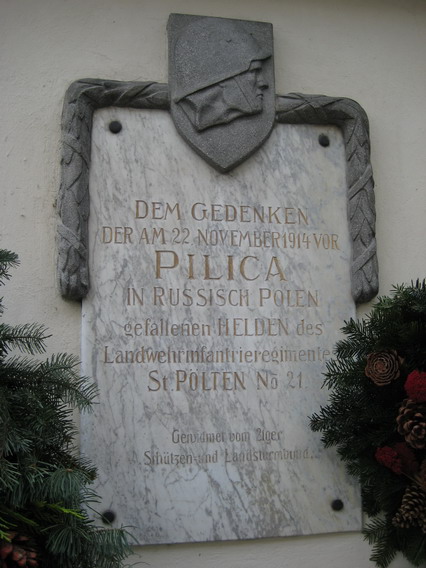 DEM GEDENKEN
DER AM 22 NOVEMBER 1914 VOR
PILICA
IN RUSSISCH POLEN
gefallenen HELDEN des
Landwehrinfantrieregimente
St. PÖLTEN No 21.
Gewidmet vom
Schützen und Landsturmbund.